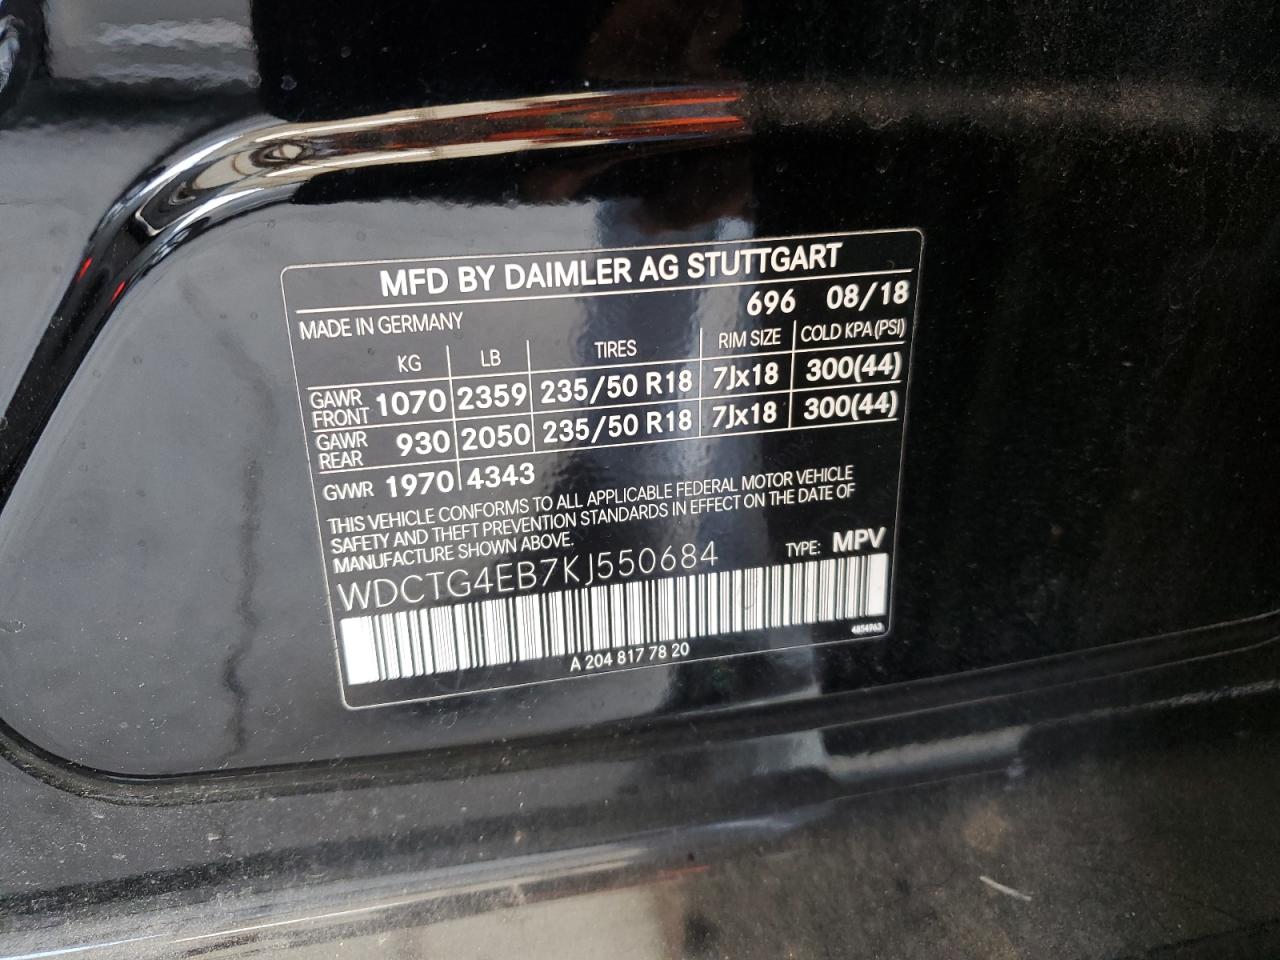 MFD BY DAIMLER AG STUTTGART
696 08/18
MADE IN GERMANY
KG LB TIRES RIM SIZE COLD KPA (PSI)
GAWR FRONT 1070 2359 235/50 R18 7Jx18 300(44)
GAWR REAR 930 2050 235/50 R18 7Jx18 300(44)
GVWR 1970 4343
THIS VEHICLE CONFORMS TO ALL APPLICABLE FEDERAL MOTOR VEHICLE
SAFETY AND THEFT PREVENTION STANDARDS IN EFFECT ON THE DATE OF
MANUFACTURE SHOWN ABOVE.
TYPE: MPV
WDCTG4EB7KJ550684
4854963
A 204 817 78 20